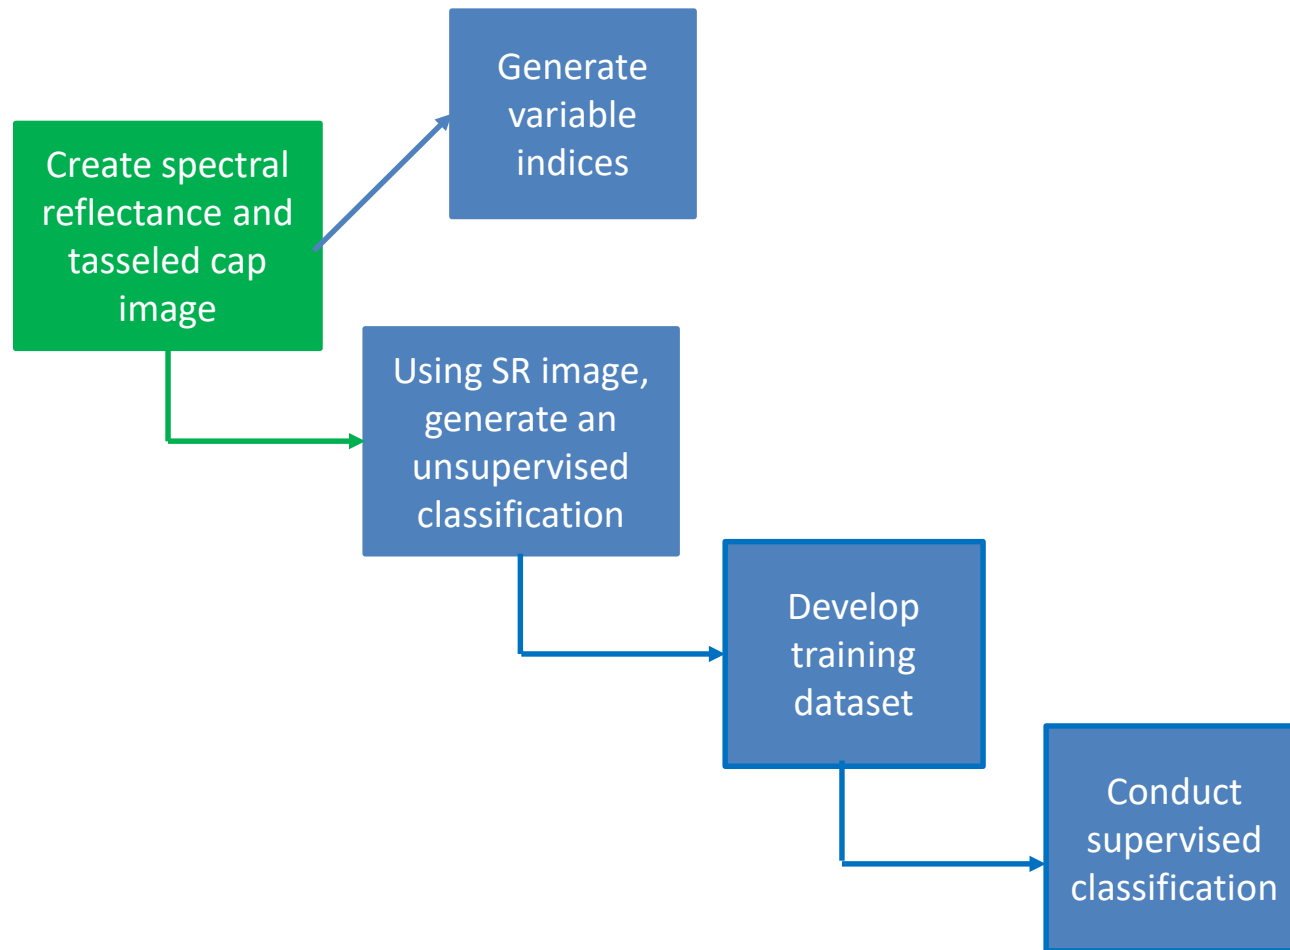 Generate
variable
indices
Create spectral
reflectance and
tasseled cap
image
Using SR image,
generate an
unsupervised
classification
Develop
training
dataset
Conduct
supervised
classification